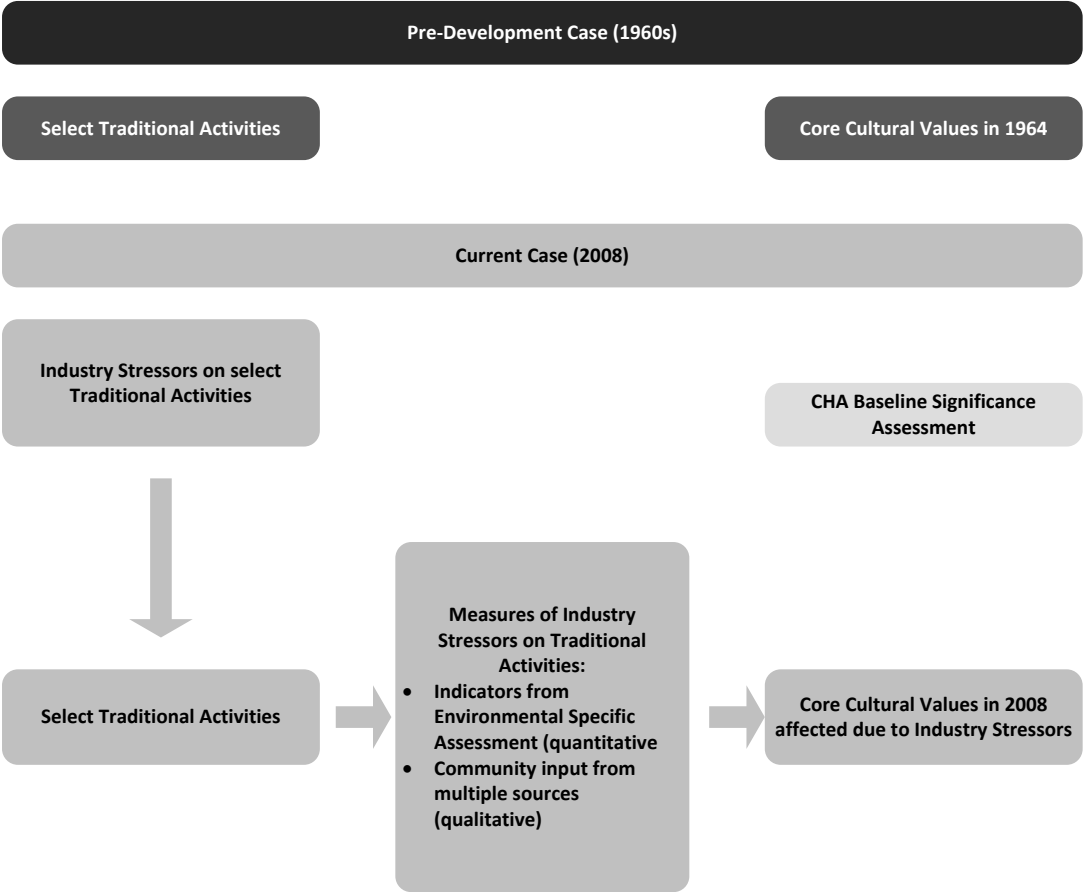 Pre-Development Case (1960s)
Select Traditional Activities
Core Cultural Values in 1964
Current Case (2008)
Industry Stressors on select
Traditional Activities
CHA Baseline Significance
Assessment
Measures of Industry
Stressors on Traditional
Activities:
• Indicators from
Environmental Specific
Assessment (quantitative
• Community input from
multiple sources
(qualitative)
Select Traditional Activities
Core Cultural Values in 2008
affected due to Industry Stressors